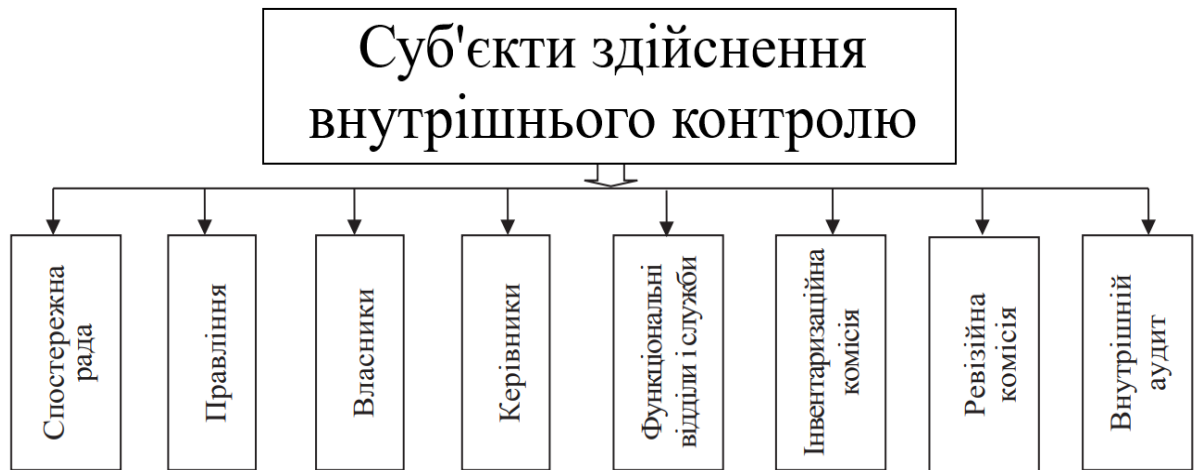 Суб'єкти здійснення
внутрішнього контролю
Спостережна
рада
Правління
Власники
Керівники
Функціональні
відділи і служби
Інвентаризаційна
комісія
Ревізійна
комісія
Внутрішній
аудит